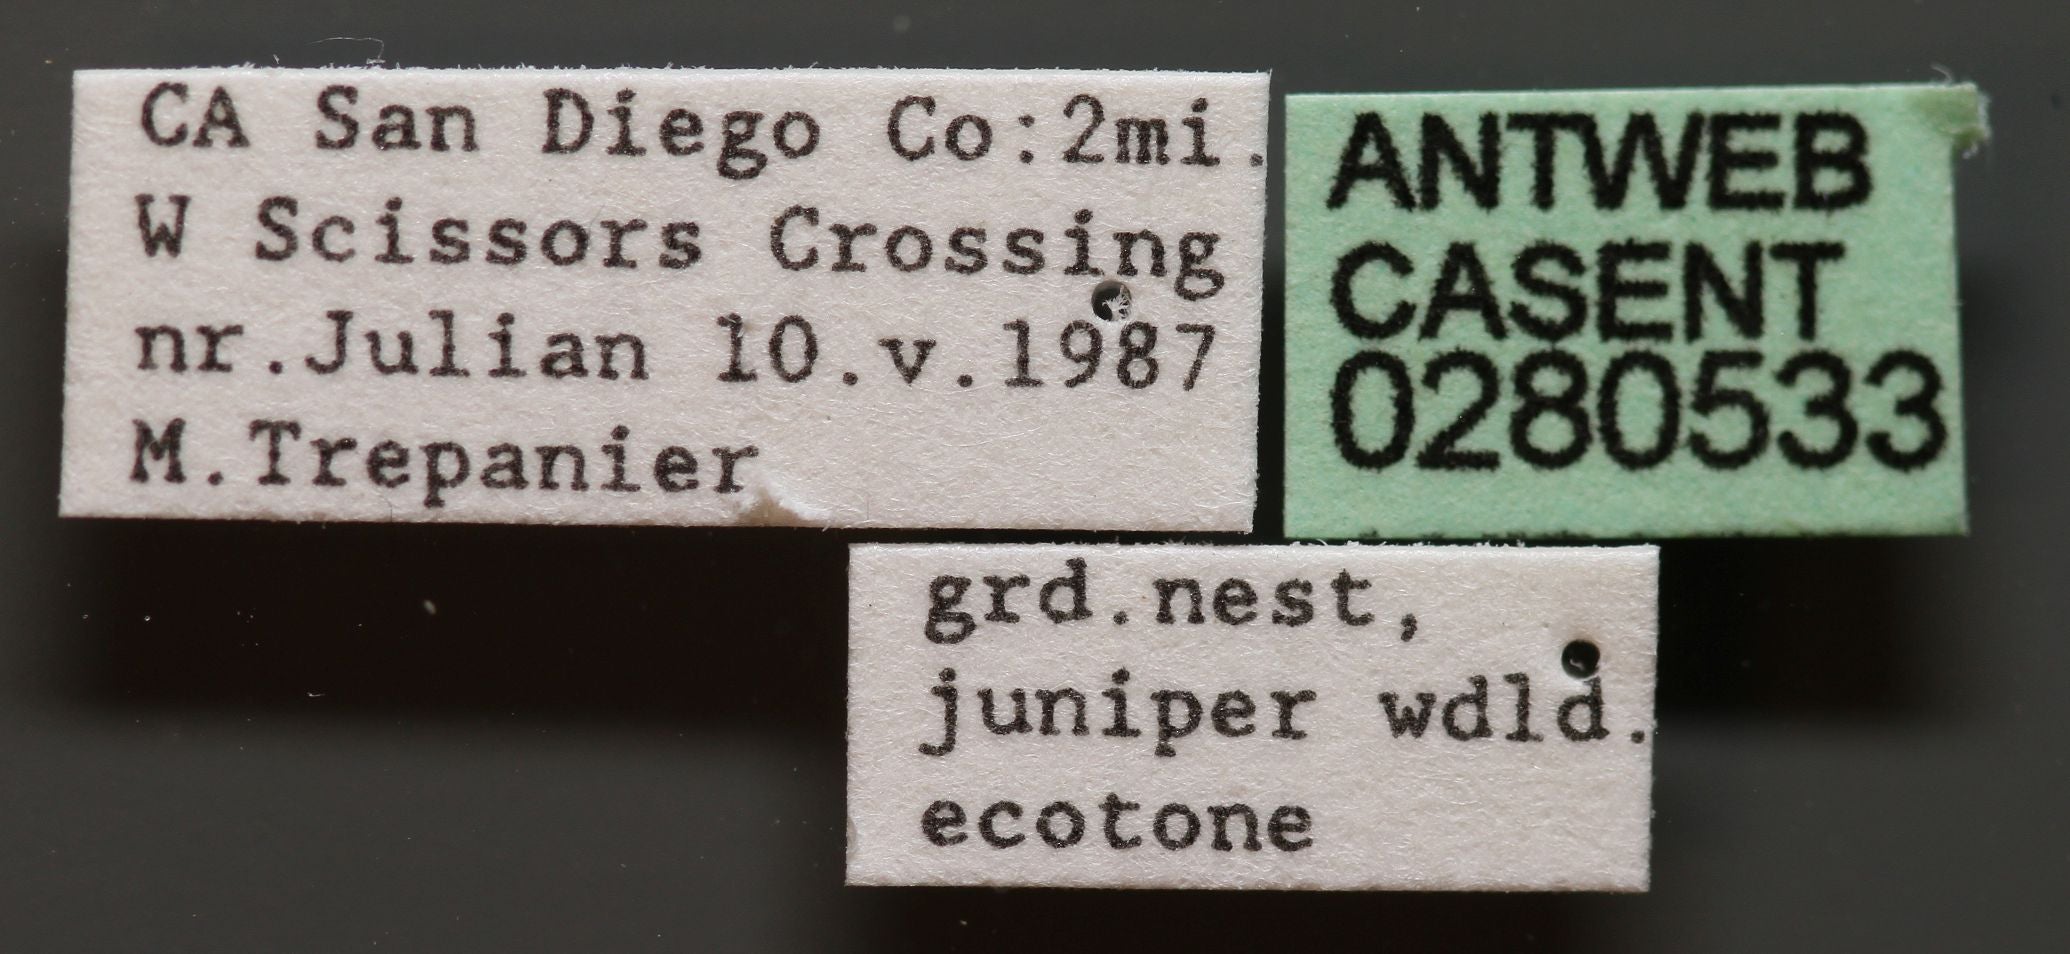 CA San Diego Co:2mi.
W Scissors Crossing
nr.Julian 10.v.1987
M.Trepanier
ANTWEB
CASENT
0280533
grd.nest,
juniper wdld.
ecotone